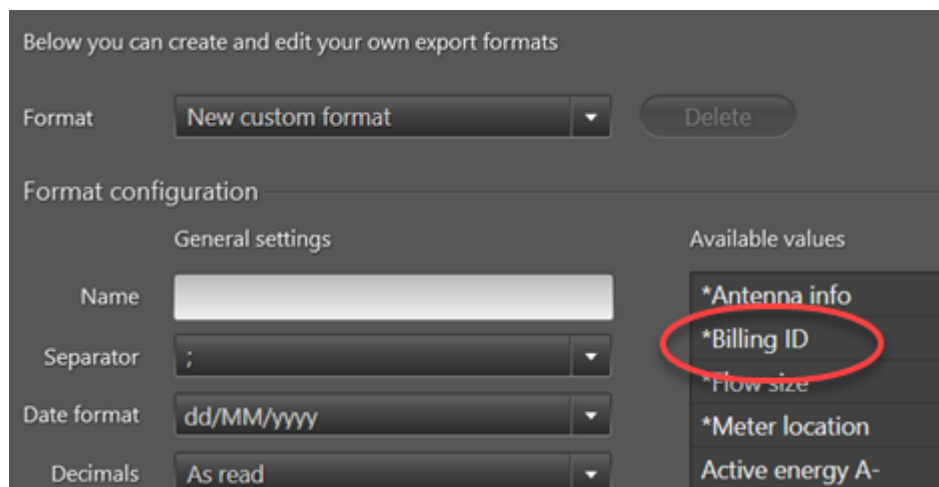 Below you can create and edit your own export formats
Format
New custom format
Delete
Format configuration
General settings
Name
Separator
;
Date format
dd/MM/yyyy
Decimals
As read
Available values
*Antenna info
*Billing ID
*Flow size
*Meter location
Active energy A-